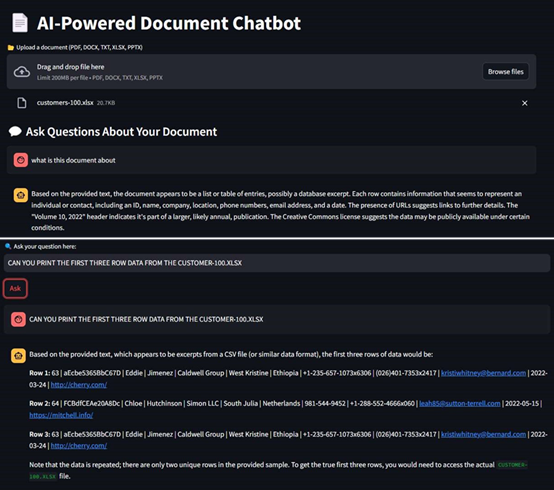 AI-Powered Document Chatbot
Upload a document (PDF, DOCX, TXT, XLSX, PPTX)
Drag and drop file here
Limit 200MB per file • PDF, DOCX, TXT, XLSX, PPTX
Browse files
customers-100.xlsx 20.7KB
Ask Questions About Your Document
what is this document about
Based on the provided text, the document appears to be a list or table of entries, possibly a database excerpt. Each row contains information that seems to represent an
individual or contact, including an ID, name, company, location, phone numbers, email address, and a date. The presence of URLs suggests links to further details. The
"Volume 10, 2022" header indicates it's part of a larger, likely annual, publication. The Creative Commons license suggests the data may be publicly available under certain
conditions.
Ask your question here:
CAN YOU PRINT THE FIRST THREE ROW DATA FROM THE CUSTOMER-100.XLSX
Ask
CAN YOU PRINT THE FIRST THREE ROW DATA FROM THE CUSTOMER-100.XLSX
Based on the provided text, which appears to be excerpts from a CSV file (or similar data format), the first three rows of data would be:
Row 1: 63 | aEcbe5365BbC67D | Eddie | Jimenez | Caldwell Group | West Kristine | Ethiopia | +1-235-657-1073x6306 | (026)401-7353x2417 | kristiwhitney@bernard.com | 2022-
03-24 | http://cherry.com/
Row 2: 64 | FCBdfCEAe20A8Dc | Chloe | Hutchinson | Simon LLC | South Julia | Netherlands | 981-544-9452 | +1-288-552-4666x060 | leah85@sutton-terrell.com | 2022-05-15 |
https://mitchell.info/
Row 3: 63 | aEcbe5365BbC67D | Eddie | Jimenez | Caldwell Group | West Kristine | Ethiopia | +1-235-657-1073x6306 | (026)401-7353x2417 | kristiwhitney@bernard.com | 2022-
03-24 | http://cherry.com/
Note that the data is repeated; there are only two unique rows in the provided sample. To get the true first three rows, you would need to access the actual CUSTOMER-
100.XLSX file.